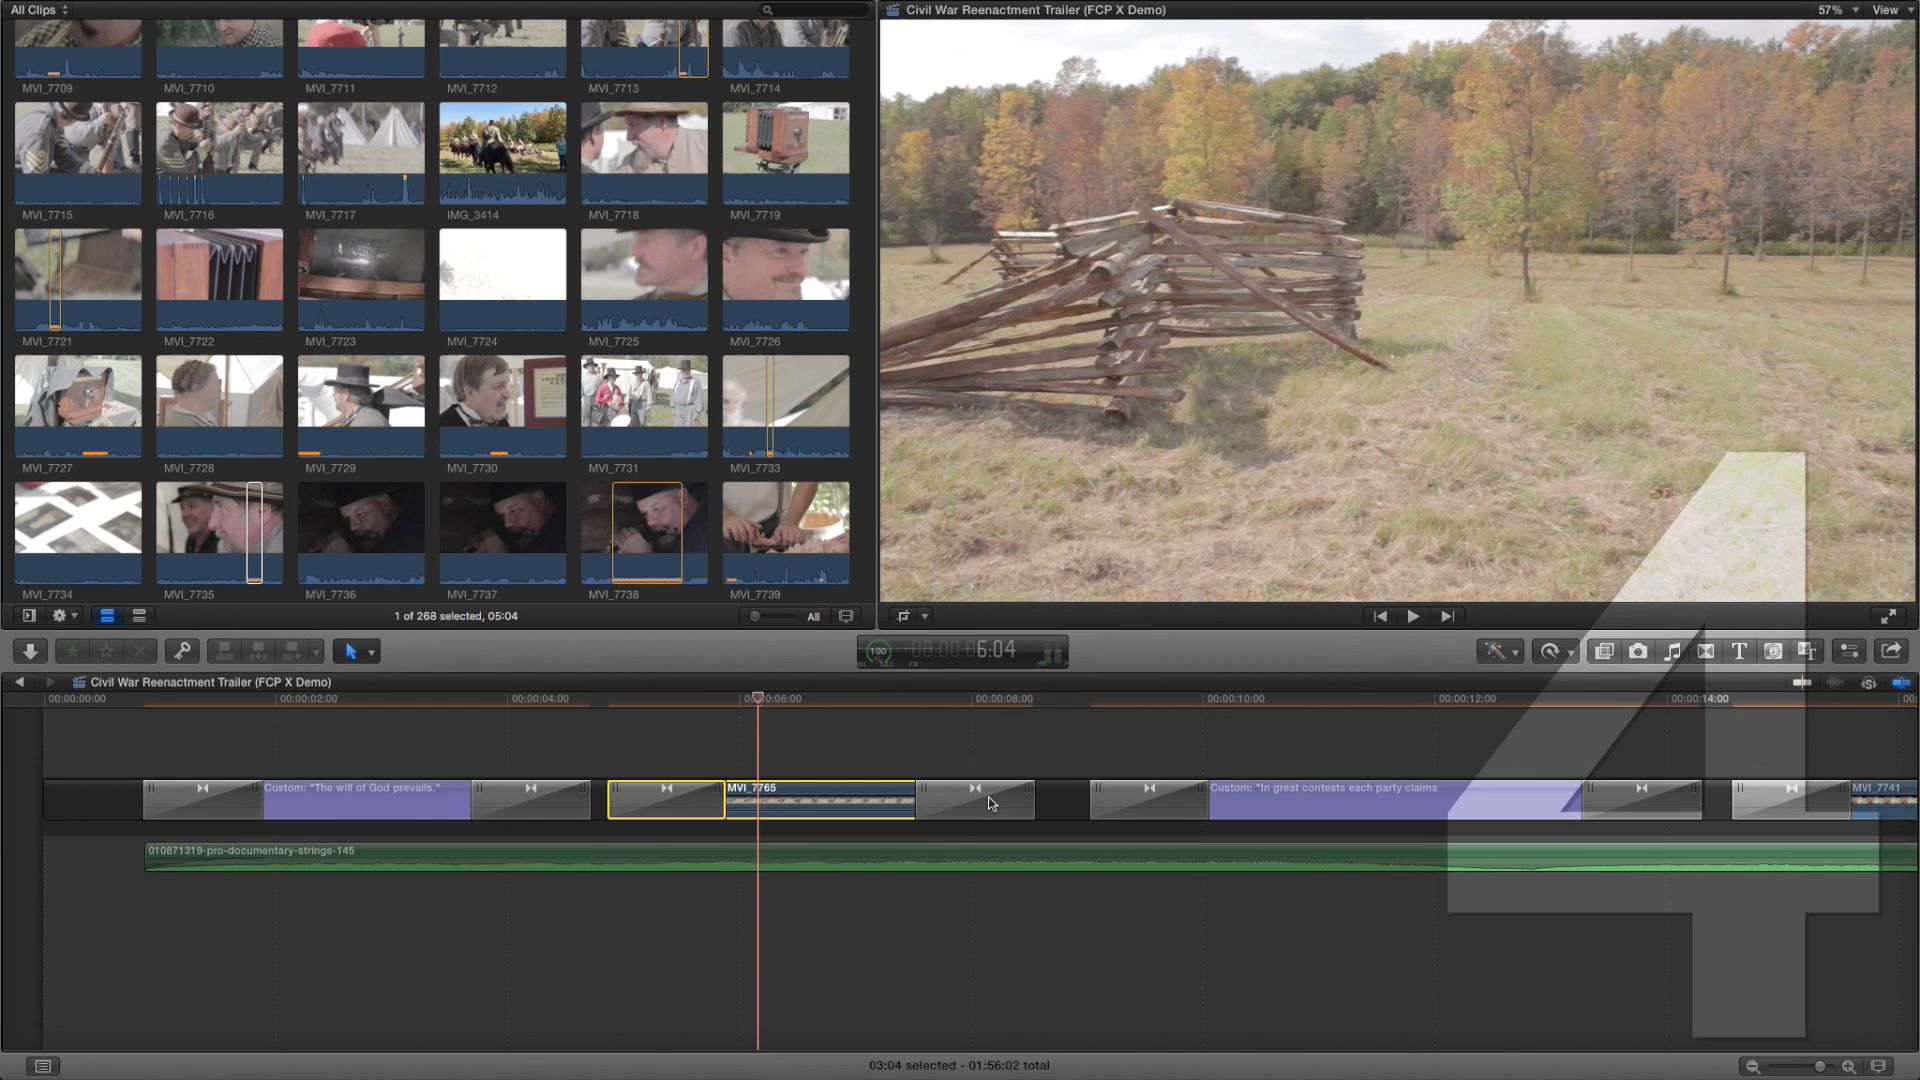 All Clips
Civil War Reenactment Trailer (FCP X Demo)
57%
View
MVI_7709
MVI_7710
MVI_7711
MVI_7712
MVI_7713
MVI_7714
MVI_7715
MVI_7716
MVI_7717
IMG_3414
MVI_7718
MVI_7719
MVI_7721
MVI_7722
MVI_7723
MVI_7724
MVI_7725
MVI_7726
MVI_7727
MVI_7728
MVI_7729
MVI_7730
MVI_7731
MVI_7733
MVI_7734
MVI_7735
MVI_7736
MVI_7737
MVI_7738
MVI_7739
1 of 268 selected, 05:04
All
100
00:00:06:04
Civil War Reenactment Trailer (FCP X Demo)
00:00:00:00
00:00:02:00
00:00:04:00
00:00:06:00
00:00:08:00
00:00:10:00
00:00:12:00
00:00:14:00
Custom: "The will of God prevails."
MVI_7765
Custom: "In great contests each party claims
MVI_7741
010871319-pro-documentary-strings-145
03:04 selected - 01:56:02 total
4